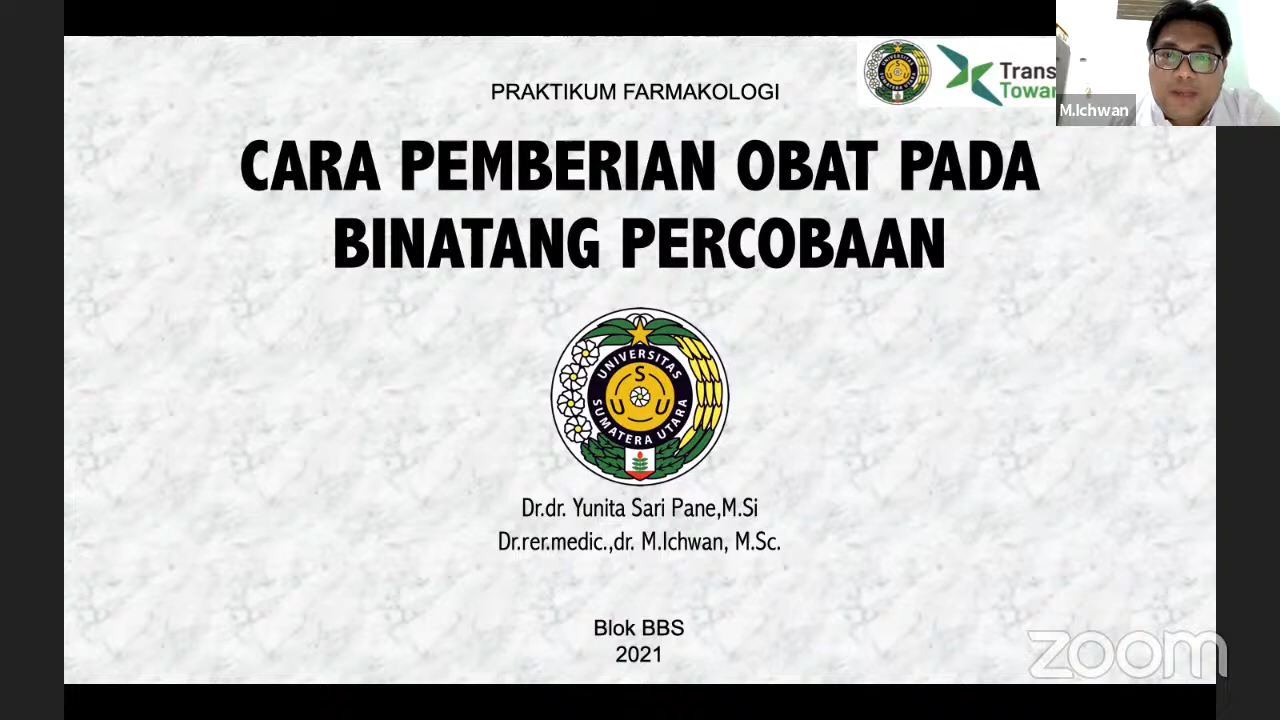 PRAKTIKUM FARMAKOLOGI
Trans
Towar
M.Ichwan
CARA PEMBERIAN OBAT PADA
BINATANG PERCOBAAN
UNIVERSITAS
S
U U
SUMATERA UTARA
Dr.dr. Yunita Sari Pane,M.Si
Dr.rer.medic.,dr. M.Ichwan, M.Sc.
Blok BBS
2021
zoom